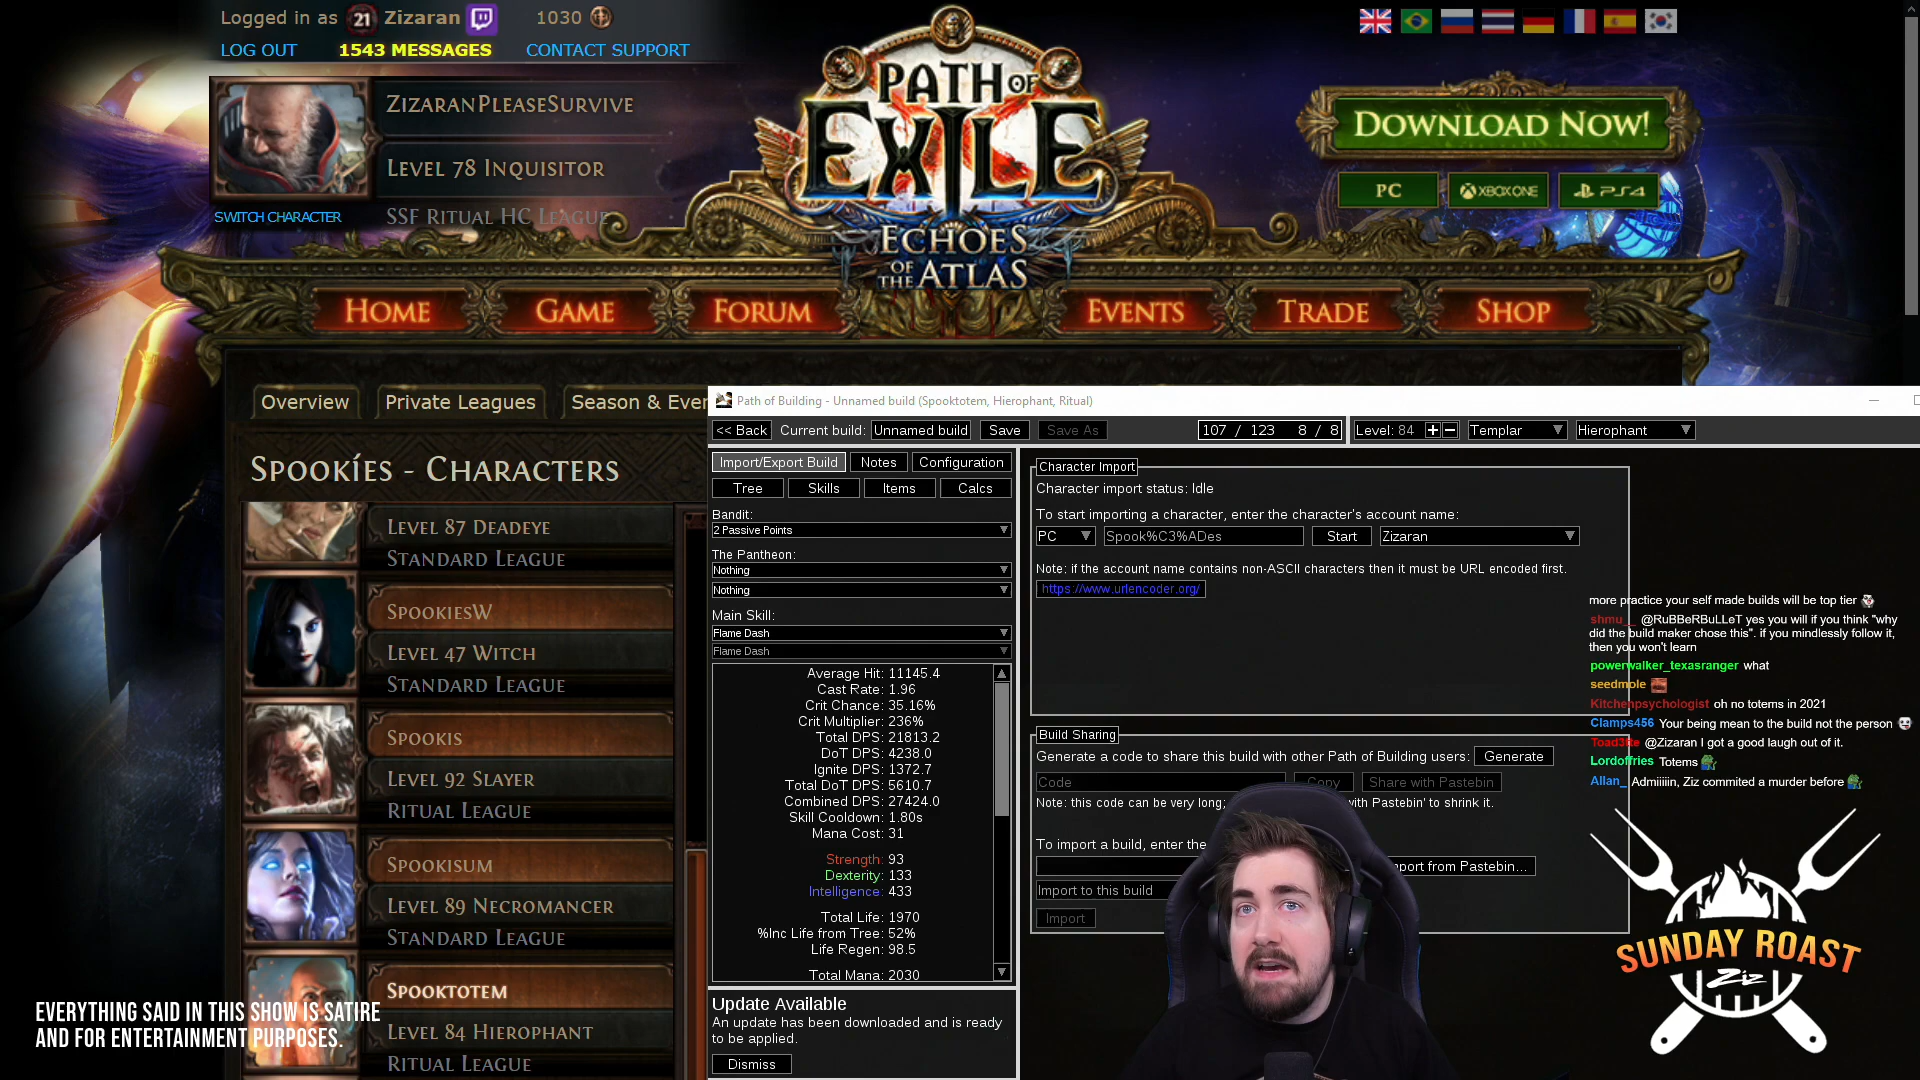 Logged in as 21 Zizaran 1030
LOG OUT 1543 MESSAGES CONTACT SUPPORT
ZizaranPleaseSurvive
Level 78 Inquisitor
SWITCH CHARACTER
SSF Ritual HC League
PATH OF EXILE
ECHOES OF THE ATLAS
Download Now!
PC XBOX ONE PS4
Home Game Forum Events Trade Shop
Overview Private Leagues Season & Ever
Spookíes - Characters
Level 87 Deadeye
Standard League
SpookiesW
Level 47 Witch
Standard League
Spookis
Level 92 Slayer
Ritual League
Spookisum
Level 89 Necromancer
Standard League
Spooktotem
Level 84 Hierophant
Ritual League
EVERYTHING SAID IN THIS SHOW IS SATIRE
AND FOR ENTERTAINMENT PURPOSES.
Path of Building - Unnamed build (Spooktotem, Hierophant, Ritual)
<< Back Current build: Unnamed build Save Save As 107 / 123 8 / 8 Level: 84 + − Templar Hierophant
Import/Export Build Notes Configuration
Tree Skills Items Calcs
Bandit:
2 Passive Points
The Pantheon:
Nothing
Nothing
Main Skill:
Flame Dash
Flame Dash
Average Hit: 11145.4
Cast Rate: 1.96
Crit Chance: 35.16%
Crit Multiplier: 236%
Total DPS: 21813.2
DoT DPS: 4238.0
Ignite DPS: 1372.7
Total DoT DPS: 5610.7
Combined DPS: 27424.0
Skill Cooldown: 1.80s
Mana Cost: 31
Strength: 93
Dexterity: 133
Intelligence: 433
Total Life: 1970
%Inc Life from Tree: 52%
Life Regen: 98.5
Total Mana: 2030
Update Available
An update has been downloaded and is ready
to be applied.
Dismiss
Character Import
Character import status: Idle
To start importing a character, enter the character's account name:
PC Spook%C3%ADes Start Zizaran
Note: if the account name contains non-ASCII characters then it must be URL encoded first.
https://www.urlencoder.org/
Build Sharing
Generate a code to share this build with other Path of Building users: Generate
Code Copy Share with Pastebin
Note: this code can be very long; with Pastebin' to shrink it.
To import a build, enter the
port from Pastebin...
Import to this build
Import
more practice your self made builds will be top tier
shmu__ @RuBBeRBuLLeT yes you will if you think "why
did the build maker chose this". if you mindlessly follow it,
then you won't learn
powerwalker_texasranger what
seedmole
Kitchenpsychologist oh no totems in 2021
Clamps456 Your being mean to the build not the person
@Zizaran I got a good laugh out of it.
Lordoffries Totems
Allan_ Admiiiiin, Ziz commited a murder before
SUNDAY ROAST
Ziz